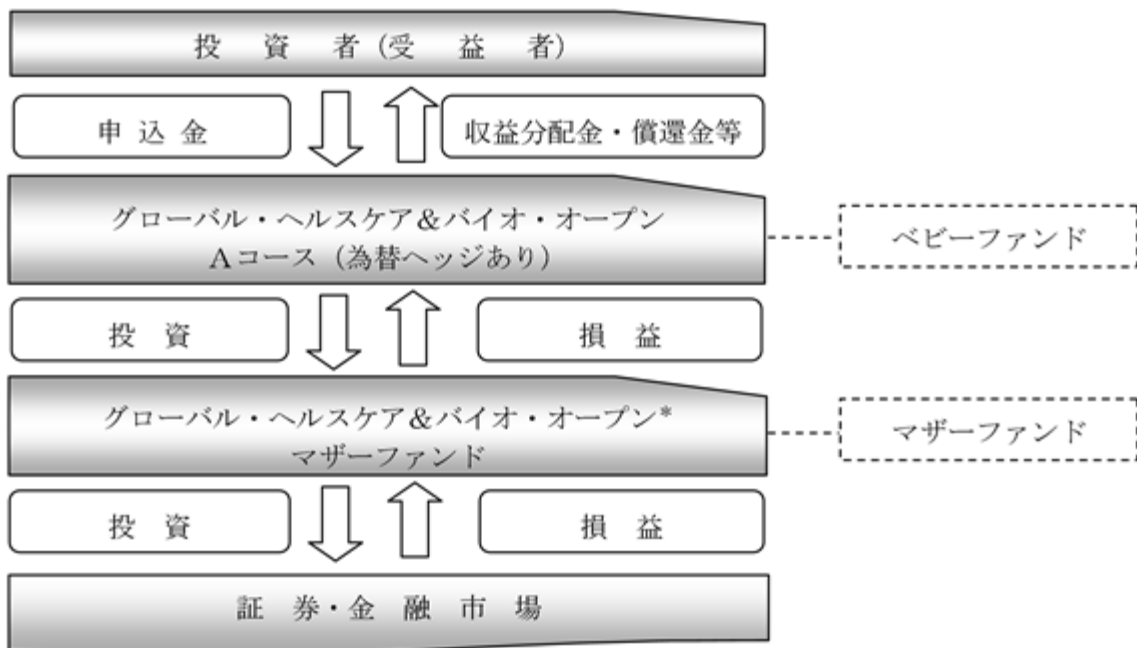 投資者（受益者）
申込金
収益分配金・償還金等
グローバル・ヘルスケア＆バイオ・オープン
Aコース（為替ヘッジあり）
ベビーファンド
投資
損益
グローバル・ヘルスケア＆バイオ・オープン*
マザーファンド
マザーファンド
投資
損益
証券・金融市場